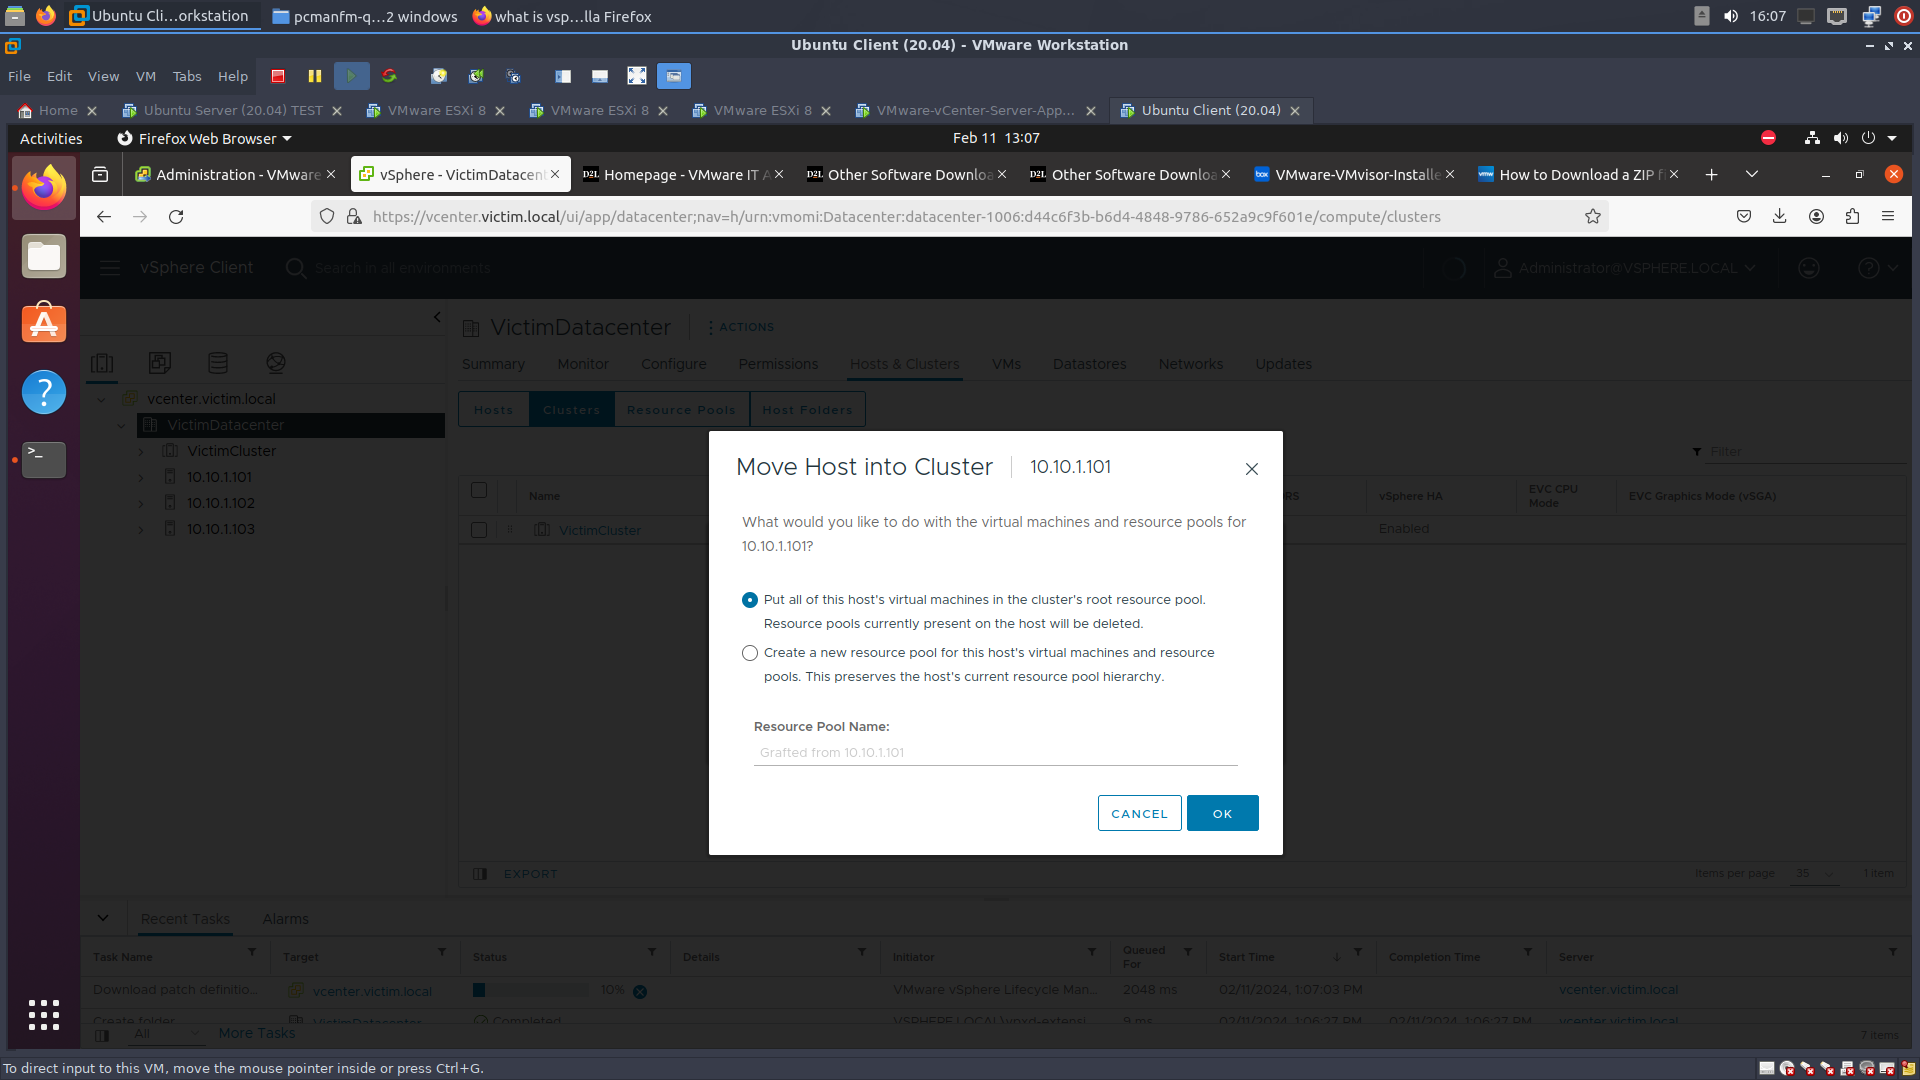 Ubuntu Cli...orkstation
pcmanfm-q...2 windows
what is vsp...lla Firefox
16:07
Ubuntu Client (20.04) - VMware Workstation
File Edit View VM Tabs Help
Home
Ubuntu Server (20.04) TEST
VMware ESXi 8
VMware ESXi 8
VMware ESXi 8
VMware-vCenter-Server-App...
Ubuntu Client (20.04)
Activities
Firefox Web Browser
Feb 11 13:07
Administration - VMware
vSphere - VictimDatacent
D2L Homepage - VMware IT A
D2L Other Software Downloa
D2L Other Software Downloa
box VMware-VMvisor-Installe
vmw How to Download a ZIP fi
https://vcenter.victim.local/ui/app/datacenter;nav=h/urn:vmomi:Datacenter:datacenter-1006:d44c6f3b-b6d4-4848-9786-652a9c9f601e/compute/clusters
vSphere Client
Search in all environments
Administrator@VSPHERE.LOCAL
vcenter.victim.local
VictimDatacenter
VictimCluster
10.10.1.101
10.10.1.102
10.10.1.103
VictimDatacenter
ACTIONS
Summary Monitor Configure Permissions Hosts & Clusters VMs Datastores Networks Updates
Hosts Clusters Resource Pools Host Folders
Filter
Name
vSphere HA
EVC CPU Mode
EVC Graphics Mode (vSGA)
VictimCluster
Enabled
Move Host into Cluster
10.10.1.101
What would you like to do with the virtual machines and resource pools for
10.10.1.101?
Put all of this host's virtual machines in the cluster's root resource pool.
Resource pools currently present on the host will be deleted.
Create a new resource pool for this host's virtual machines and resource
pools. This preserves the host's current resource pool hierarchy.
Resource Pool Name:
Grafted from 10.10.1.101
CANCEL
OK
EXPORT
Items per page 35
1 item
Recent Tasks Alarms
Task Name Target Status Details Initiator Queued For Start Time Completion Time Server
Download patch definitio... vcenter.victim.local 10% VMware vSphere Lifecycle Man... 2048 ms 02/11/2024, 1:07:03 PM vcenter.victim.local
Create folder VictimDatacenter Completed VSPHERE.LOCAL\vpxd-extensi... 9 ms 02/11/2024, 1:06:27 PM 02/11/2024, 1:06:27 PM vcenter.victim.local
All
More Tasks
7 items
To direct input to this VM, move the mouse pointer inside or press Ctrl+G.